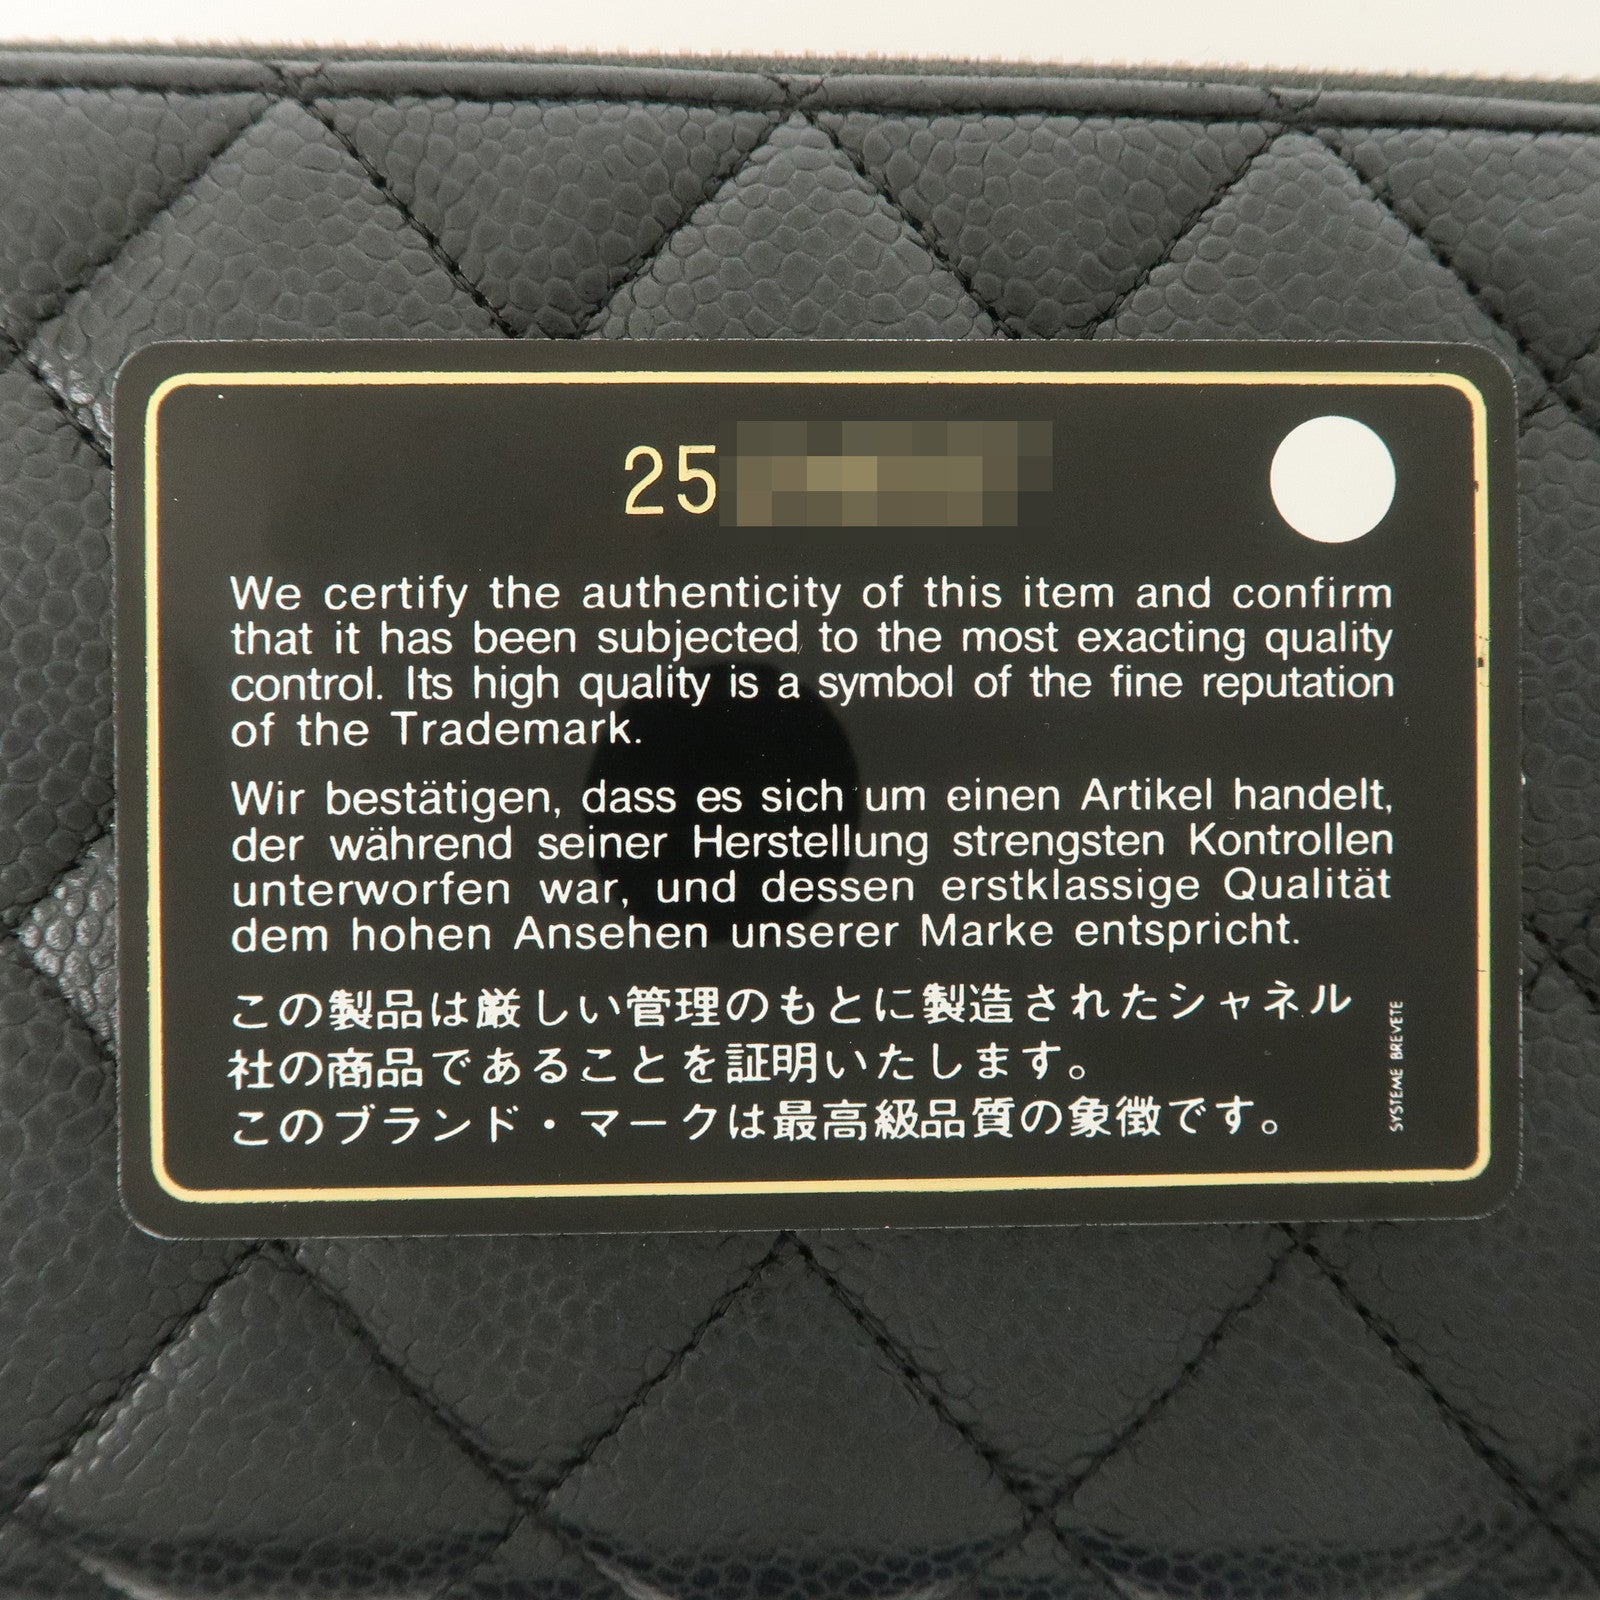 25
We certify the authenticity of this item and confirm
that it has been subjected to the most exacting quality
control. Its high quality is a symbol of the fine reputation
of the Trademark.
Wir bestätigen, dass es sich um einen Artikel handelt,
der während seiner Herstellung strengsten Kontrollen
unterworfen war, und dessen erstklassige Qualität
dem hohen Ansehen unserer Marke entspricht.
この製品は厳しい管理のもとに製造されたシャネル
社の商品であることを証明いたします。
このブランド・マークは最高級品質の象徴です。
SYSTEME BREVETE